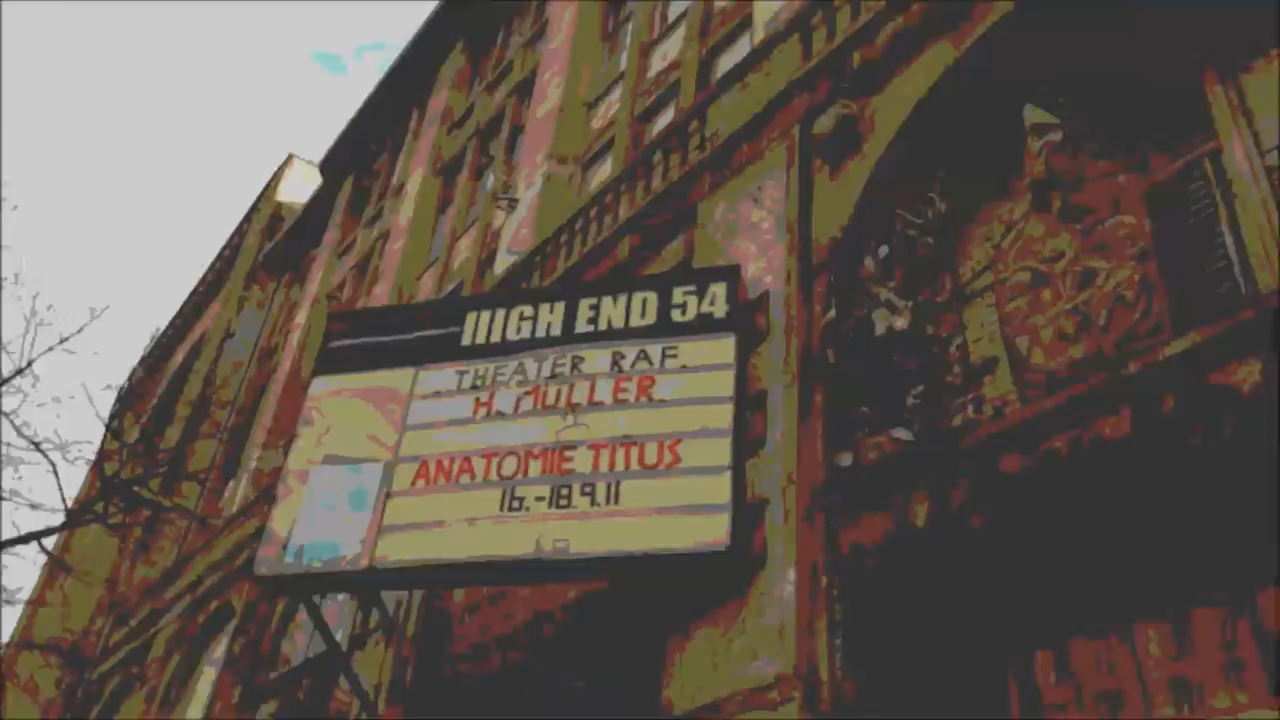 HIGH END 54
THEATER RAF.
H. MÜLLER
ANATOMIE TITUS
16.-18.9.11